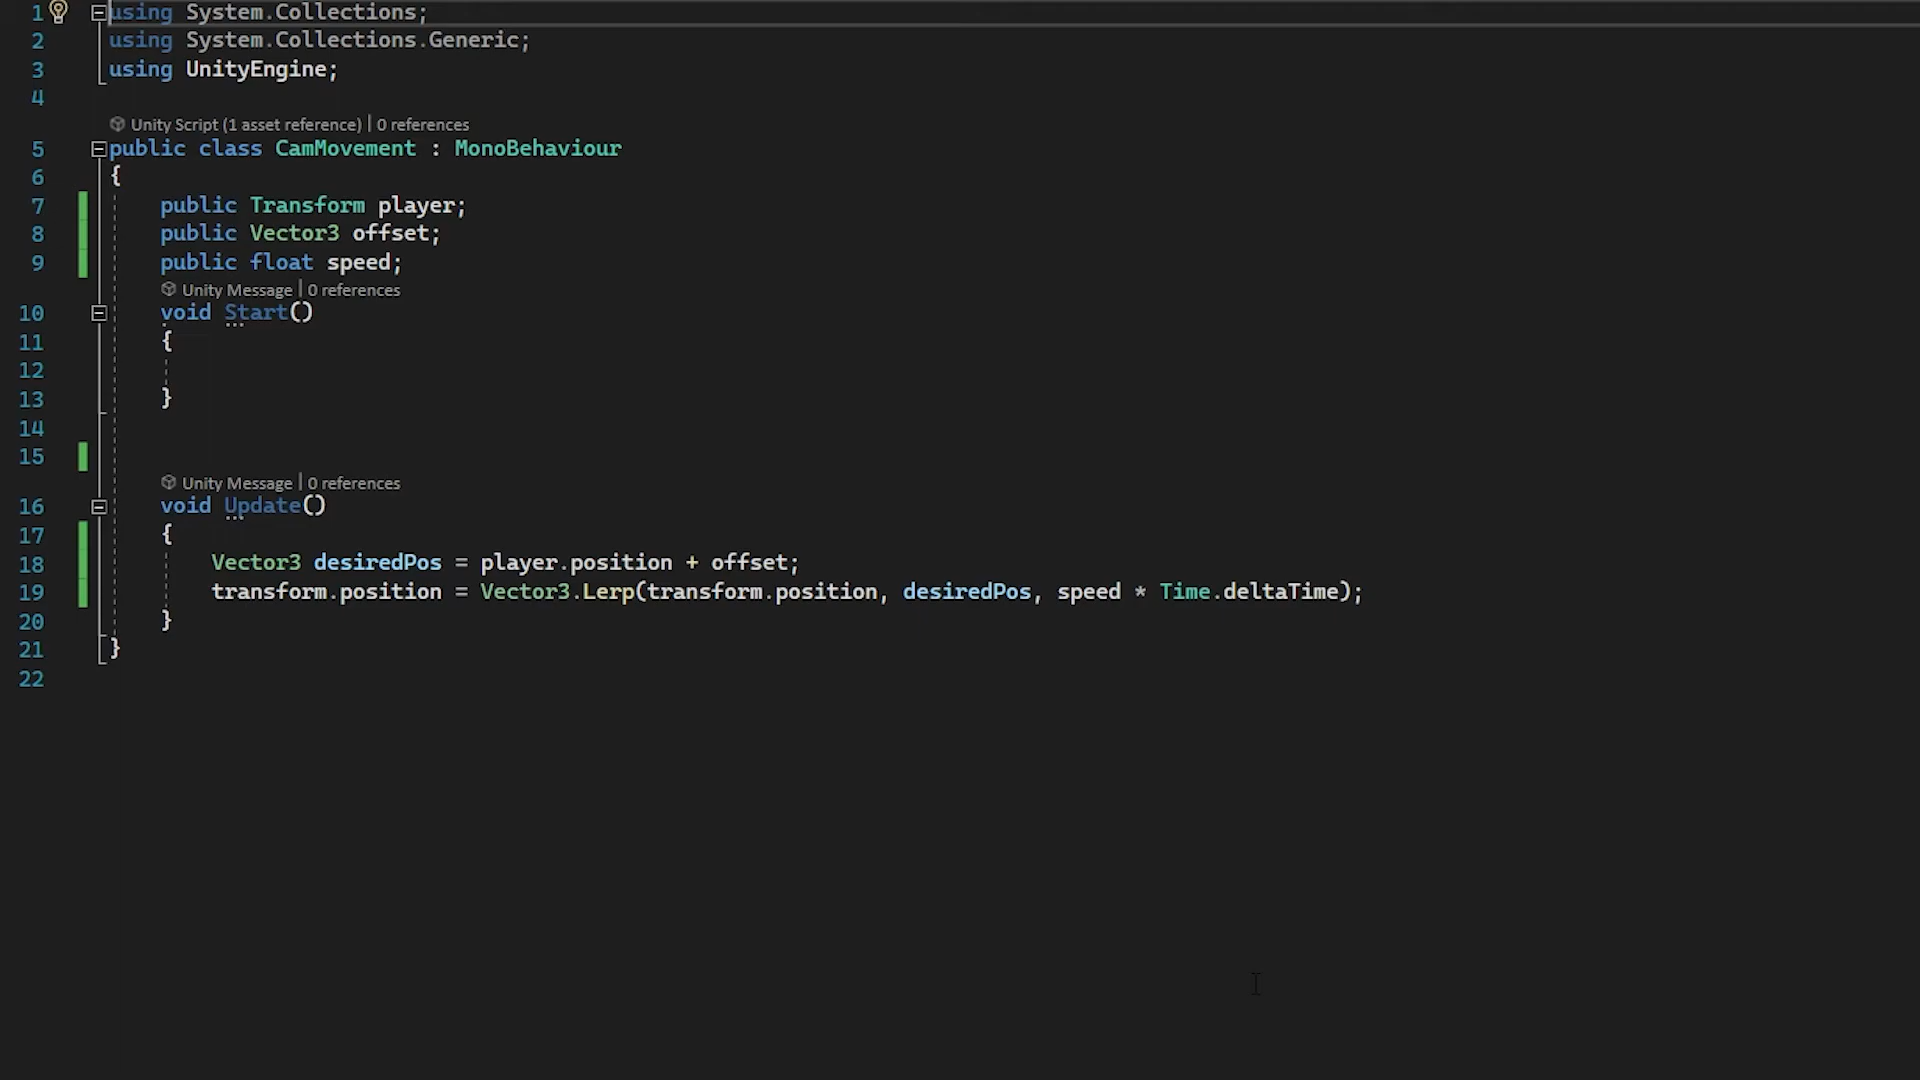 1 using System.Collections;
2 using System.Collections.Generic;
3 using UnityEngine;
4
Unity Script (1 asset reference) | 0 references
5 public class CamMovement : MonoBehaviour
6 {
7 public Transform player;
8 public Vector3 offset;
9 public float speed;
Unity Message | 0 references
10 void Start()
11 {
12
13 }
14
15
Unity Message | 0 references
16 void Update()
17 {
18 Vector3 desiredPos = player.position + offset;
19 transform.position = Vector3.Lerp(transform.position, desiredPos, speed * Time.deltaTime);
20 }
21 }
22